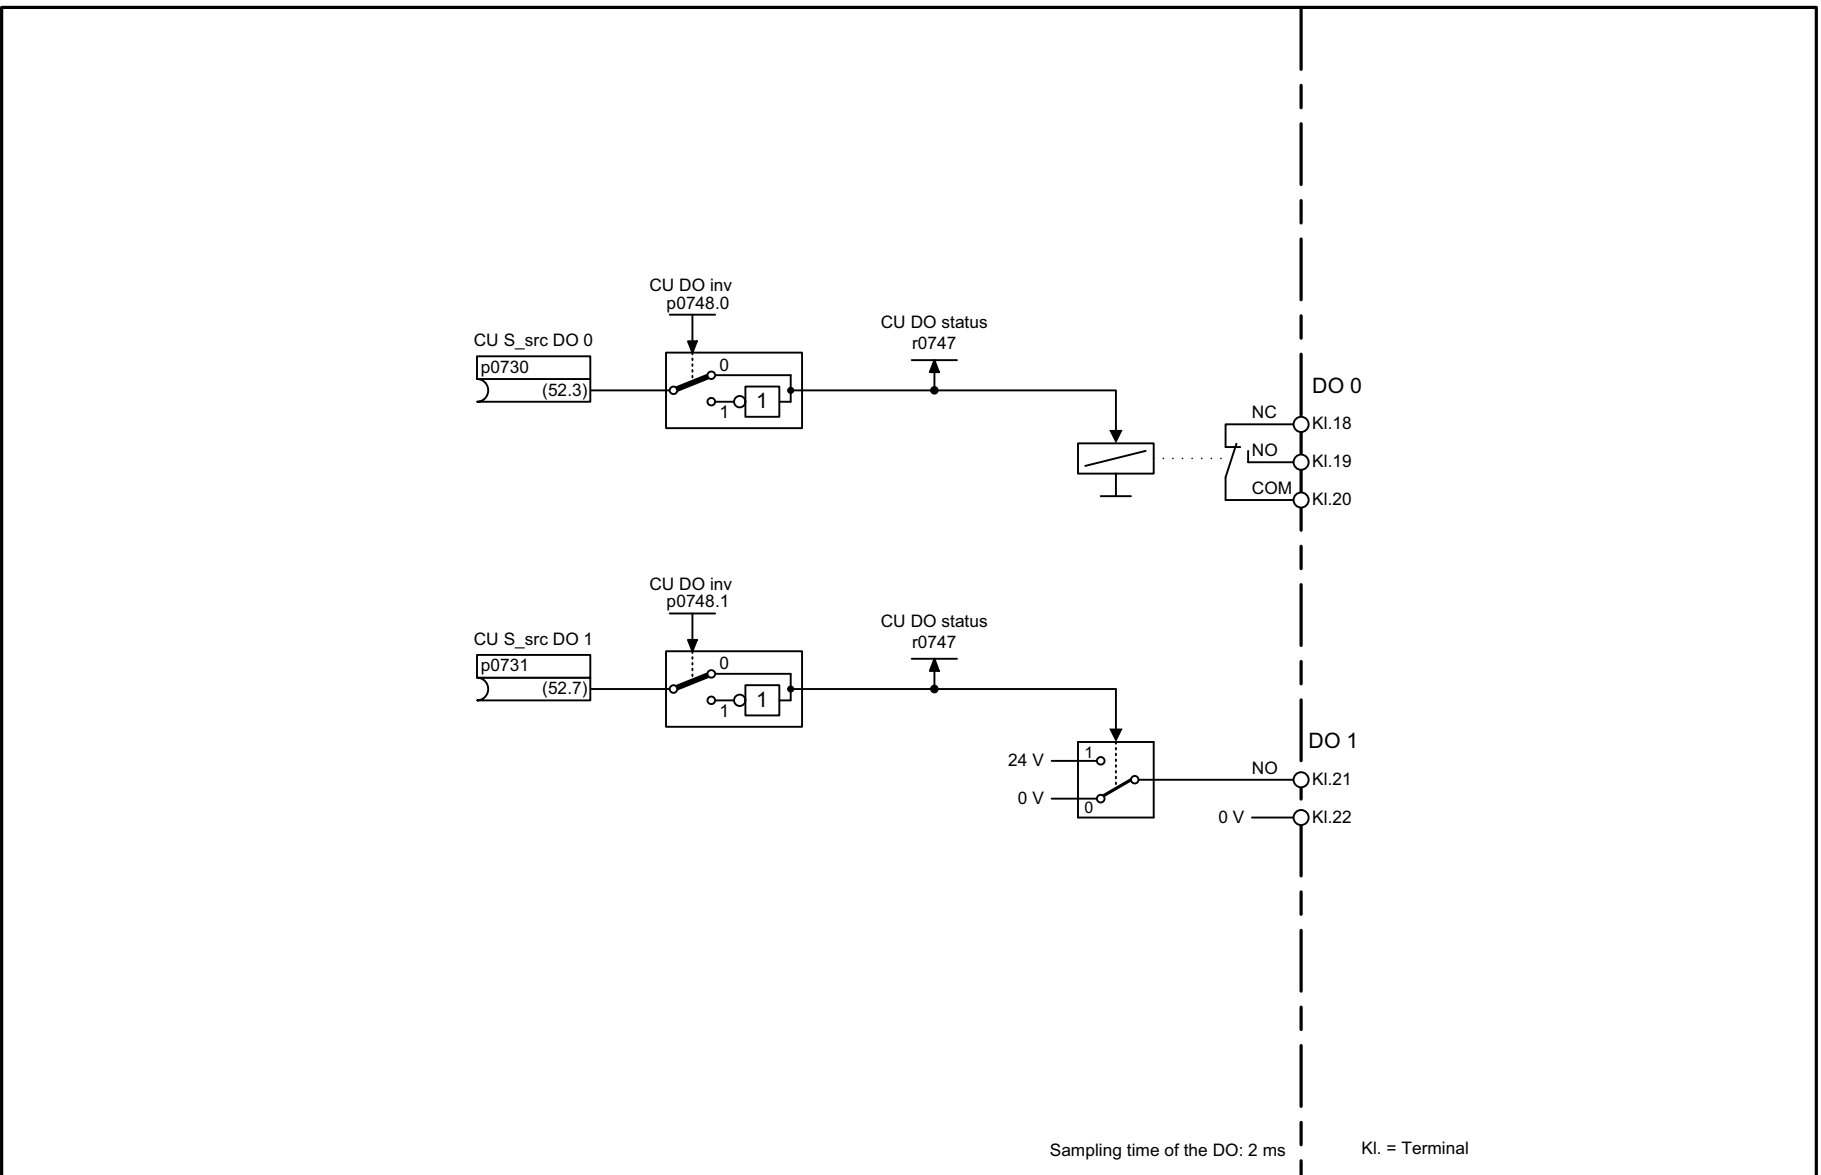 CU DO inv
p0748.0
CU DO status
r0747
CU S_src DO 0
p0730
(52.3)
0
1
1
DO 0
NC
Kl.18
NO
Kl.19
COM
Kl.20
CU DO inv
p0748.1
CU DO status
r0747
CU S_src DO 1
p0731
(52.7)
0
1
1
DO 1
24 V
1
NO
Kl.21
0 V
0
0 V
Kl.22
Sampling time of the DO: 2 ms
Kl. = Terminal